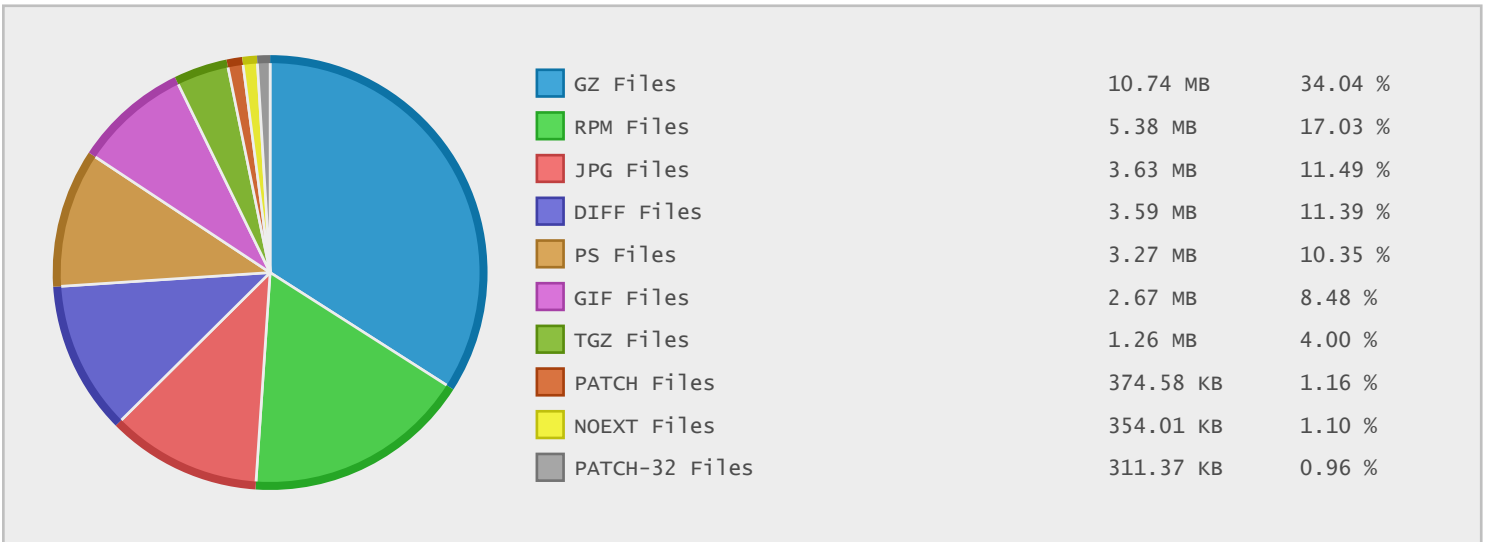 GZ Files 10.74 MB 34.04 %
RPM Files 5.38 MB 17.03 %
JPG Files 3.63 MB 11.49 %
DIFF Files 3.59 MB 11.39 %
PS Files 3.27 MB 10.35 %
GIF Files 2.67 MB 8.48 %
TGZ Files 1.26 MB 4.00 %
PATCH Files 374.58 KB 1.16 %
NOEXT Files 354.01 KB 1.10 %
PATCH-32 Files 311.37 KB 0.96 %